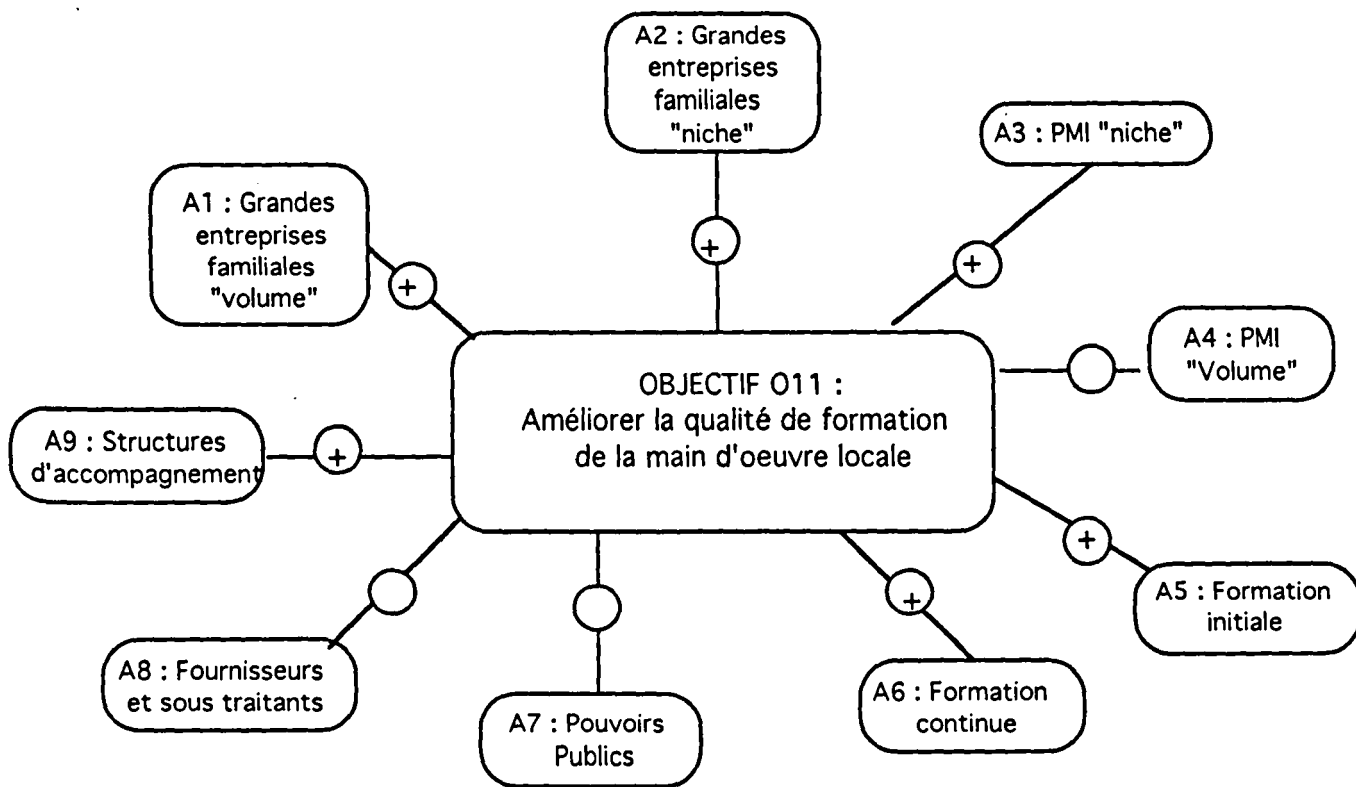 A2 : Grandes
entreprises
familiales
"niche"
A3 : PMI "niche"
A1 : Grandes
entreprises
familiales
"volume"
+
+
+
A4 : PMI
"Volume"
OBJECTIF O11 :
Améliorer la qualité de formation
de la main d'oeuvre locale
A9 : Structures
d'accompagnement
+
+
A5 : Formation
initiale
+
A8 : Fournisseurs
et sous traitants
A6 : Formation
continue
A7 : Pouvoirs
Publics